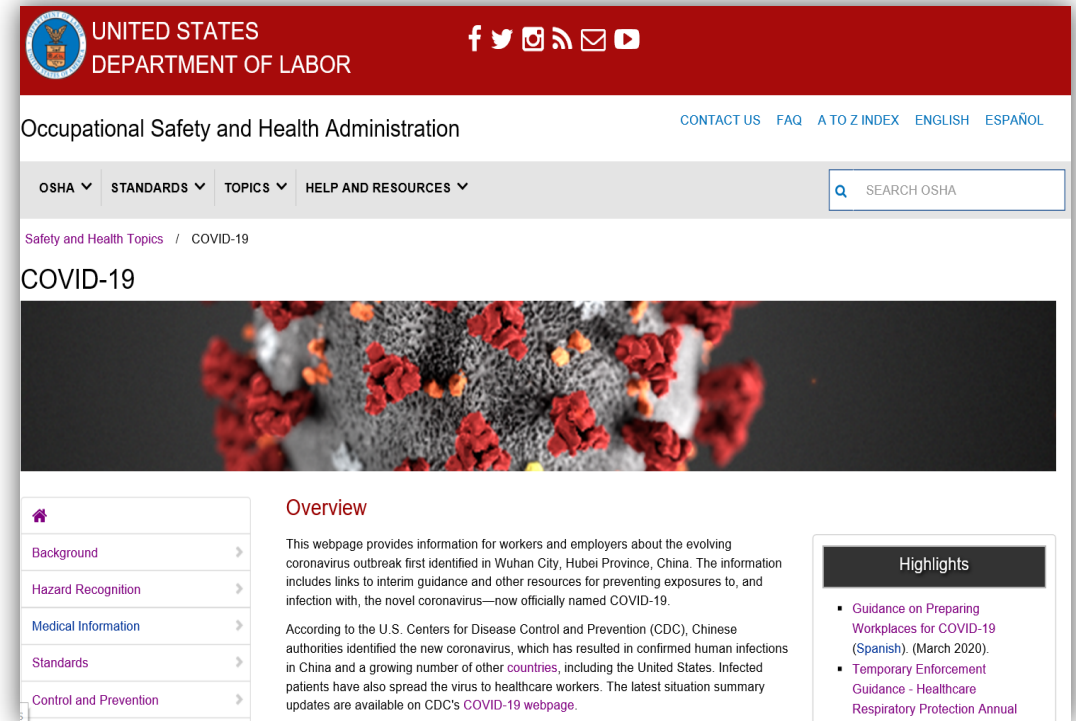 UNITED STATES
DEPARTMENT OF LABOR
Occupational Safety and Health Administration
CONTACT US FAQ A TO Z INDEX ENGLISH ESPAÑOL
OSHA STANDARDS TOPICS HELP AND RESOURCES
SEARCH OSHA
Safety and Health Topics / COVID-19
COVID-19
Background
Hazard Recognition
Medical Information
Standards
Control and Prevention
Overview
This webpage provides information for workers and employers about the evolving
coronavirus outbreak first identified in Wuhan City, Hubei Province, China. The information
includes links to interim guidance and other resources for preventing exposures to, and
infection with, the novel coronavirus—now officially named COVID-19.
According to the U.S. Centers for Disease Control and Prevention (CDC), Chinese
authorities identified the new coronavirus, which has resulted in confirmed human infections
in China and a growing number of other countries, including the United States. Infected
patients have also spread the virus to healthcare workers. The latest situation summary
updates are available on CDC's COVID-19 webpage.
Highlights
Guidance on Preparing
Workplaces for COVID-19
(Spanish). (March 2020).
Temporary Enforcement
Guidance - Healthcare
Respiratory Protection Annual